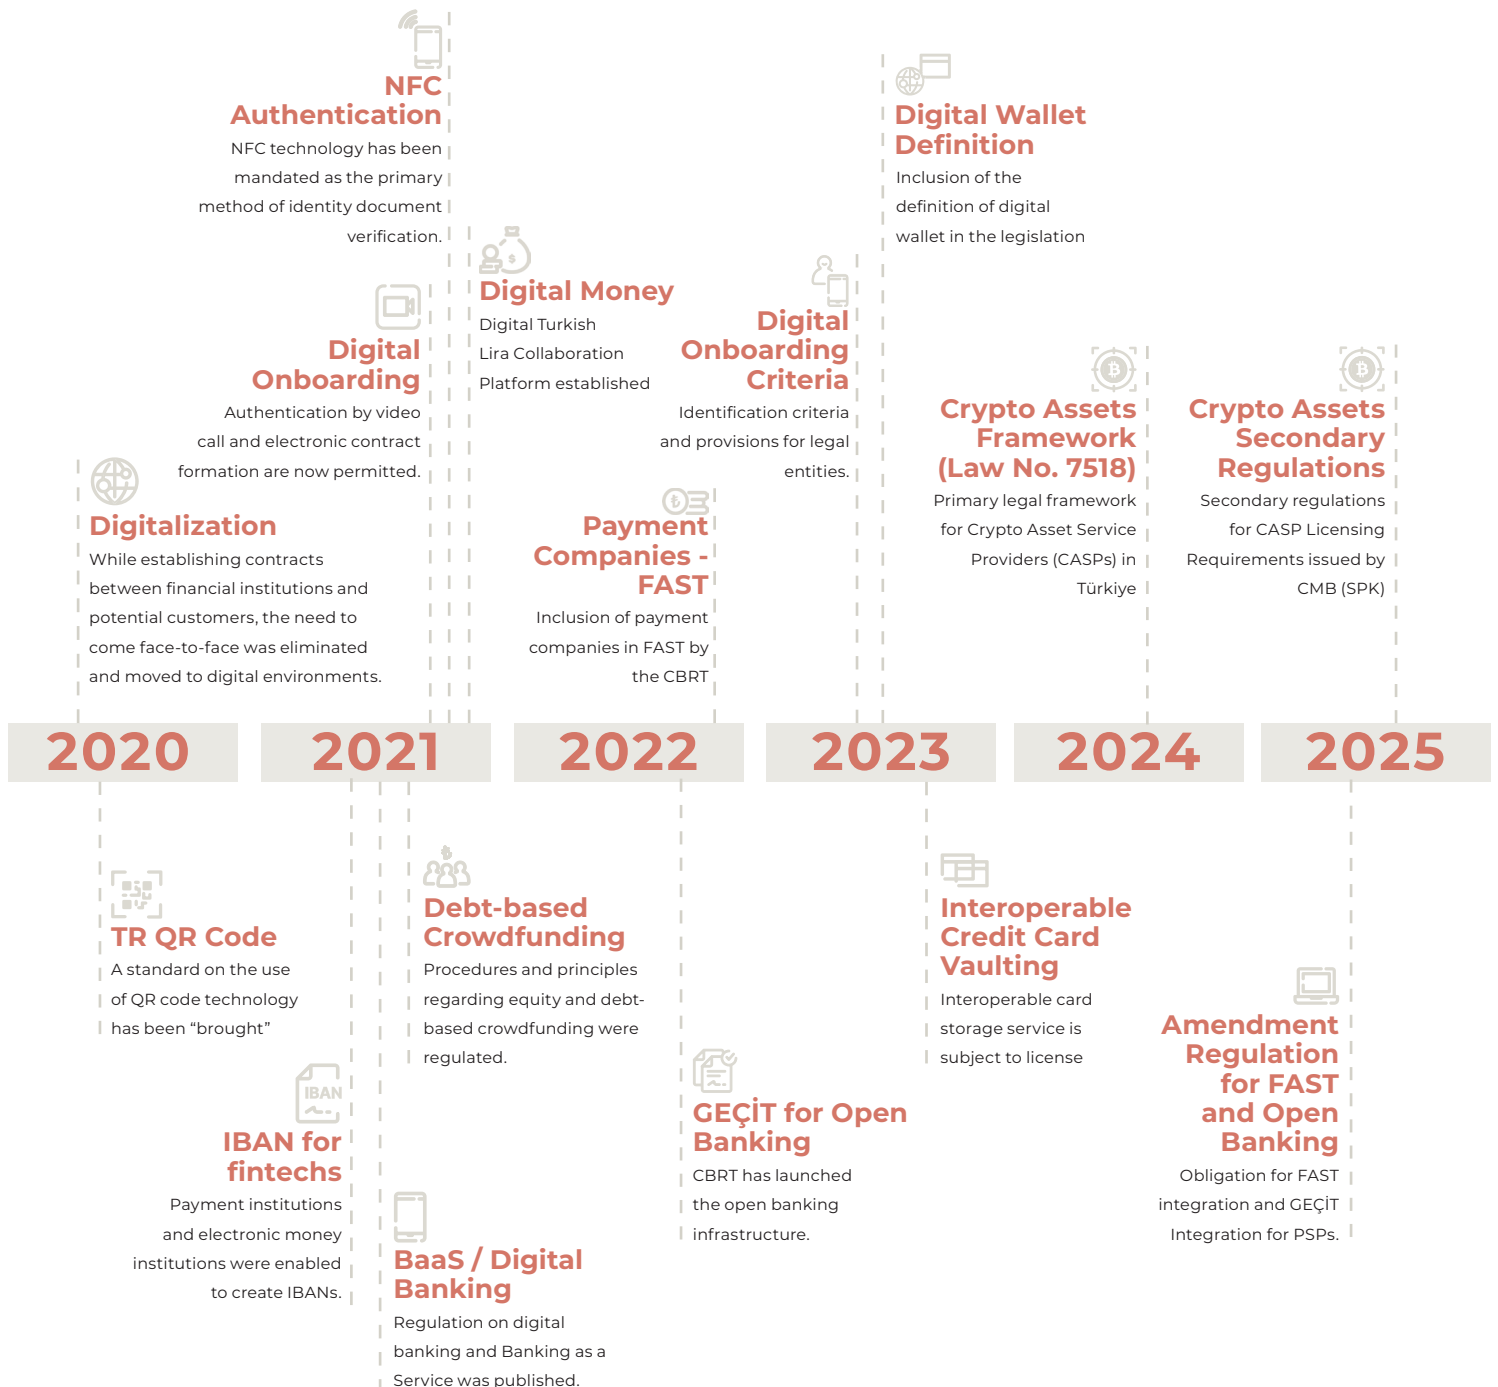 NFC
Authentication
NFC technology has been
mandated as the primary
method of identity document
verification.
Digital Wallet
Definition
Inclusion of the
definition of digital
wallet in the legislation
Digital Money
Digital Turkish
Lira Collaboration
Platform established
Digital
Onboarding
Authentication by video
call and electronic contract
formation are now permitted.
Digital
Onboarding
Criteria
Identification criteria
and provisions for legal
entities.
Crypto Assets
Framework
(Law No. 7518)
Primary legal framework
for Crypto Asset Service
Providers (CASPs) in
Türkiye
Crypto Assets
Secondary
Regulations
Secondary regulations
for CASP Licensing
Requirements issued by
CMB (SPK)
Digitalization
While establishing contracts
between financial institutions and
potential customers, the need to
come face-to-face was eliminated
and moved to digital environments.
Payment
Companies -
FAST
Inclusion of payment
companies in FAST by
the CBRT
2020
2021
2022
2023
2024
2025
TR QR Code
A standard on the use
of QR code technology
has been “brought”
Debt-based
Crowdfunding
Procedures and principles
regarding equity and debt-
based crowdfunding were
regulated.
Interoperable
Credit Card
Vaulting
Interoperable card
storage service is
subject to license
IBAN
IBAN for
fintechs
Payment institutions
and electronic money
institutions were enabled
to create IBANs.
GEÇİT for Open
Banking
CBRT has launched
the open banking
infrastructure.
Amendment
Regulation
for FAST
and Open
Banking
Obligation for FAST
integration and GEÇİT
Integration for PSPs.
BaaS / Digital
Banking
Regulation on digital
banking and Banking as a
Service was published.